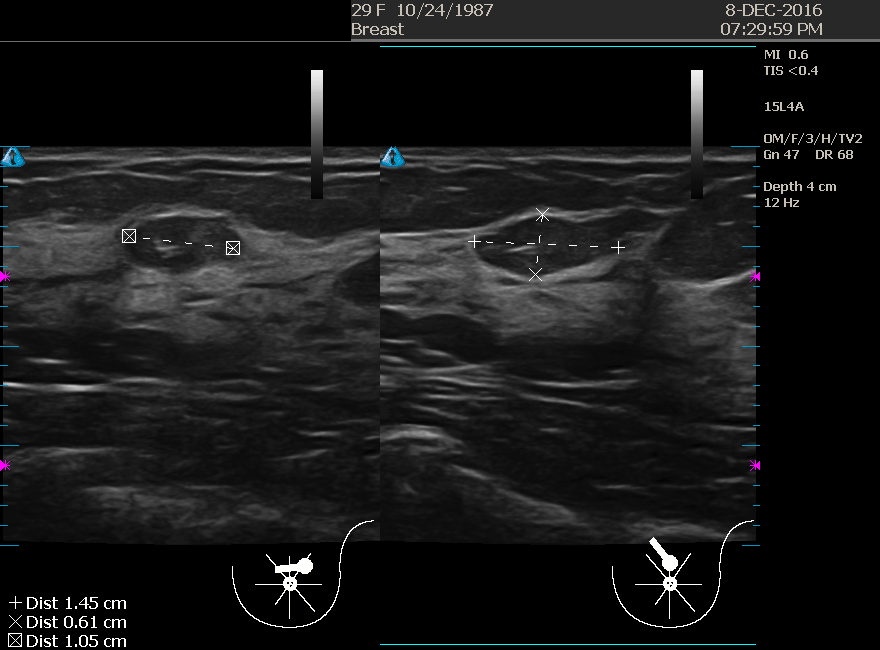 29 F 10/24/1987 8-DEC-2016
Breast 07:29:59 PM
MI 0.6
TIS <0.4
15L4A
OM/F/3/H/TV2
Gn 47 DR 68
Depth 4 cm
12 Hz
Dist 1.45 cm
Dist 0.61 cm
Dist 1.05 cm